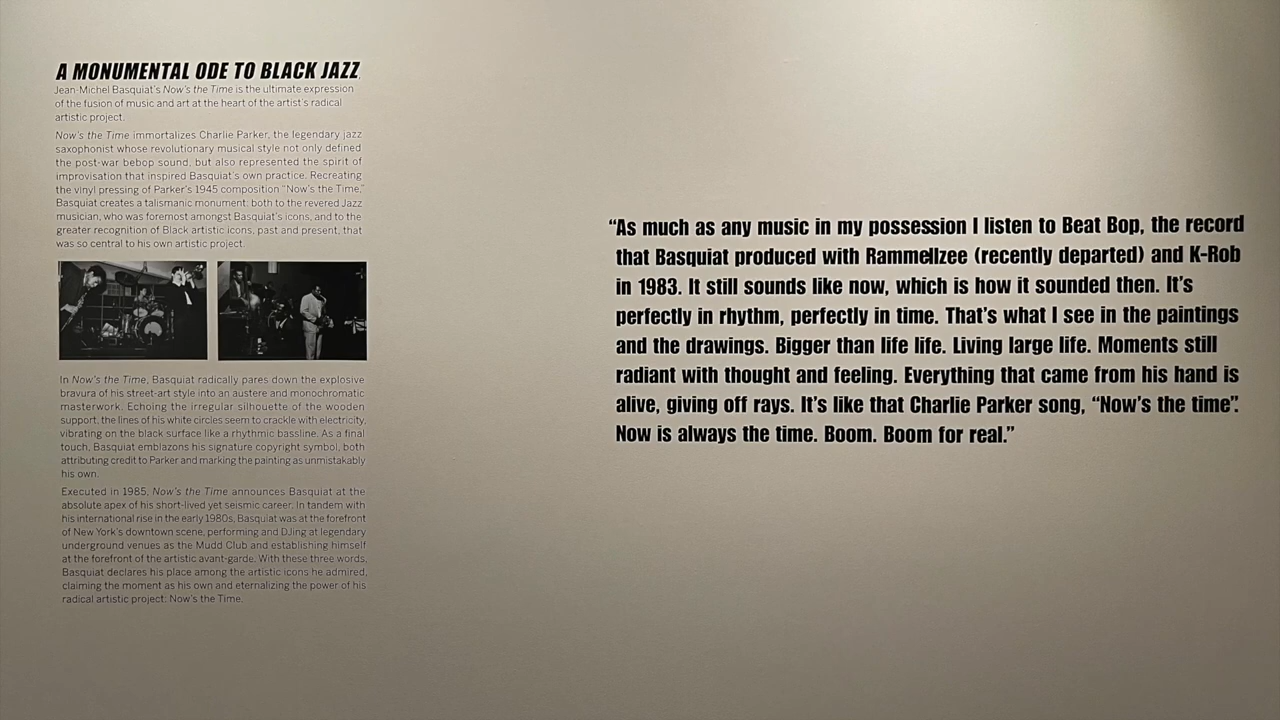 A MONUMENTAL ODE TO BLACK JAZZ
Jean-Michel Basquiat's Now's the Time is the ultimate expression
of the fusion of music and art at the heart of the artist's radical
artistic project.
Now's the Time immortalizes Charlie Parker, the legendary jazz
saxophonist whose revolutionary musical style not only defined
the post-war bebop sound, but also represented the spirit of
improvisation that inspired Basquiat's own practice. Recreating
the vinyl pressing of Parker's 1945 composition "Now's the Time,"
Basquiat creates a talismanic monument: both to the revered Jazz
musician, who was foremost amongst Basquiat's icons, and to the
greater recognition of Black artistic icons, past and present, that
was so central to his own artistic project.
In Now's the Time, Basquiat radically pares down the explosive
bravura of his street-art style into an austere and monochromatic
masterwork. Echoing the irregular silhouette of the wooden
support, the lines of his white circles seem to crackle with electricity,
vibrating on the black surface like a rhythmic bassline. As a final
touch, Basquiat emblazons his signature copyright symbol, both
attributing credit to Parker and marking the painting as unmistakably
his own.
Executed in 1985, Now's the Time announces Basquiat at the
absolute apex of his short-lived yet seismic career. In tandem with
his international rise in the early 1980s, Basquiat was at the forefront
of New York's downtown scene, performing and DJing at legendary
underground venues as the Mudd Club and establishing himself
at the forefront of the artistic avant-garde. With these three words,
Basquiat declares his place among the artistic icons he admired,
claiming the moment as his own and eternalizing the power of his
radical artistic project: Now's the Time.
“As much as any music in my possession I listen to Beat Bop, the record
that Basquiat produced with Rammellzee (recently departed) and K-Rob
in 1983. It still sounds like now, which is how it sounded then. It’s
perfectly in rhythm, perfectly in time. That’s what I see in the paintings
and the drawings. Bigger than life life. Living large life. Moments still
radiant with thought and feeling. Everything that came from his hand is
alive, giving off rays. It’s like that Charlie Parker song, “Now’s the time”.
Now is always the time. Boom. Boom for real.”